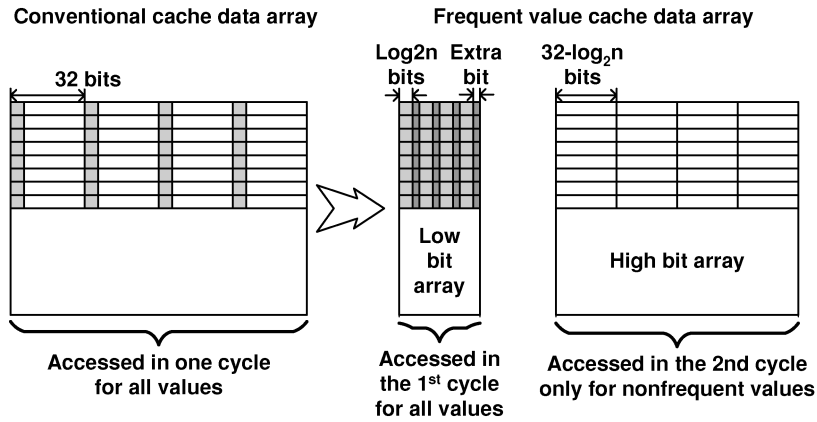 Conventional cache data array
Frequent value cache data array
32 bits
Log2n
bits
Extra
bit
32-log₂n
bits
Low
bit
array
High bit array
Accessed in one cycle
for all values
Accessed in
the 1ˢᵗ cycle
for all values
Accessed in the 2nd cycle
only for nonfrequent values